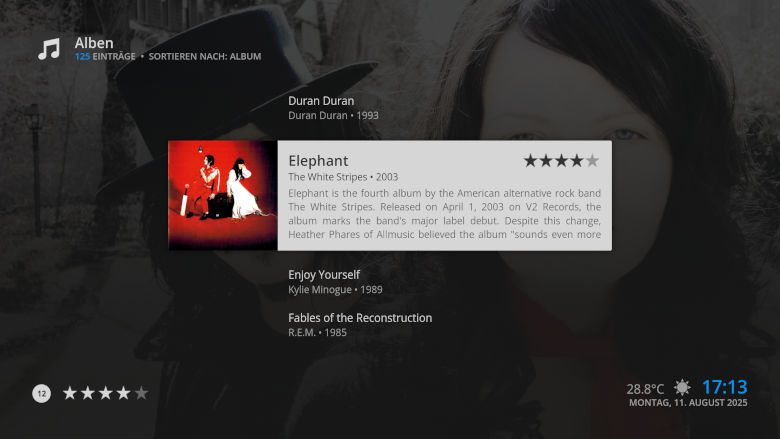 Alben
125 EINTRÄGE • SORTIEREN NACH: ALBUM
Duran Duran
Duran Duran • 1993
Elephant
The White Stripes • 2003
Elephant is the fourth album by the American alternative rock band
The White Stripes. Released on April 1, 2003 on V2 Records, the
album marks the band's major label debut. Despite this change,
Heather Phares of Allmusic believed the album "sounds even more
Enjoy Yourself
Kylie Minogue • 1989
Fables of the Reconstruction
R.E.M. • 1985
12
28.8°C 17:13
MONTAG, 11. AUGUST 2025